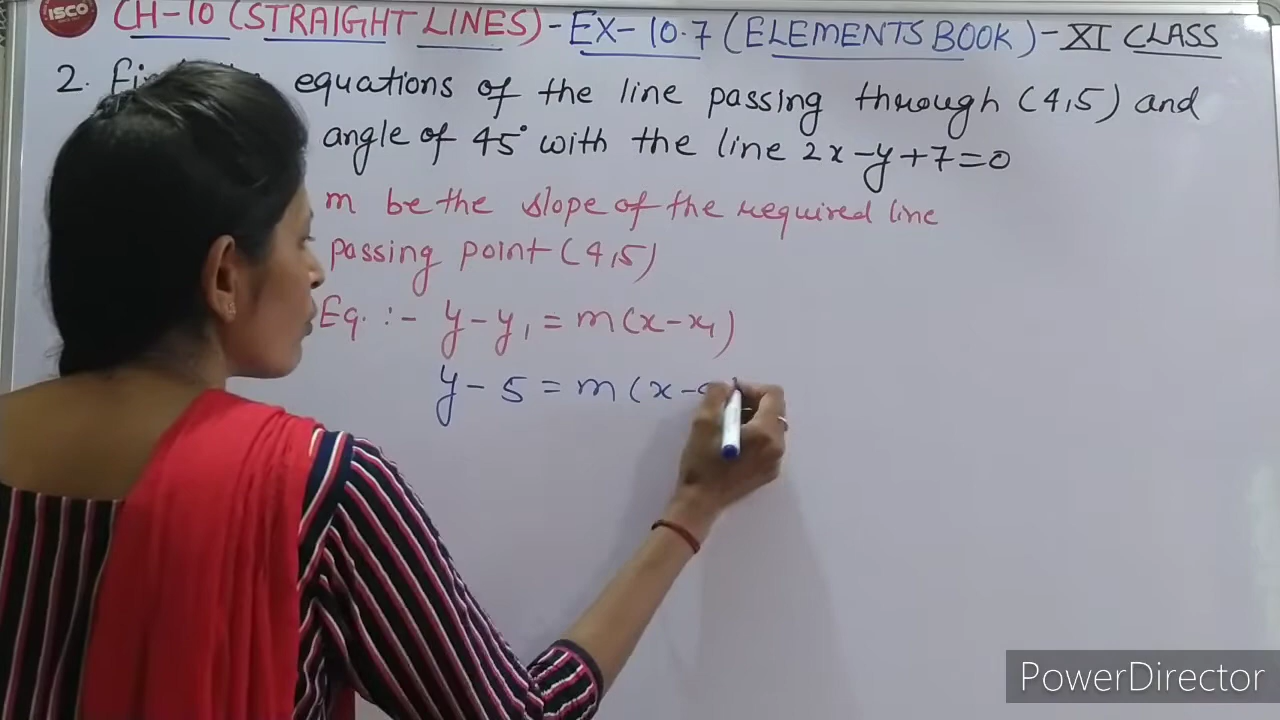 ISCO CH-10 (STRAIGHT LINES)-EX-10.7 (ELEMENTS BOOK)-XI CLASS
2. equations of the line passing through (4,5) and
angle of 45° with the line 2x-y+7=0
m be the slope of the required line
passing point (4,5)
Eq. :- y-y₁ = m(x-x₁)
y-5 = m(x-
PowerDirector